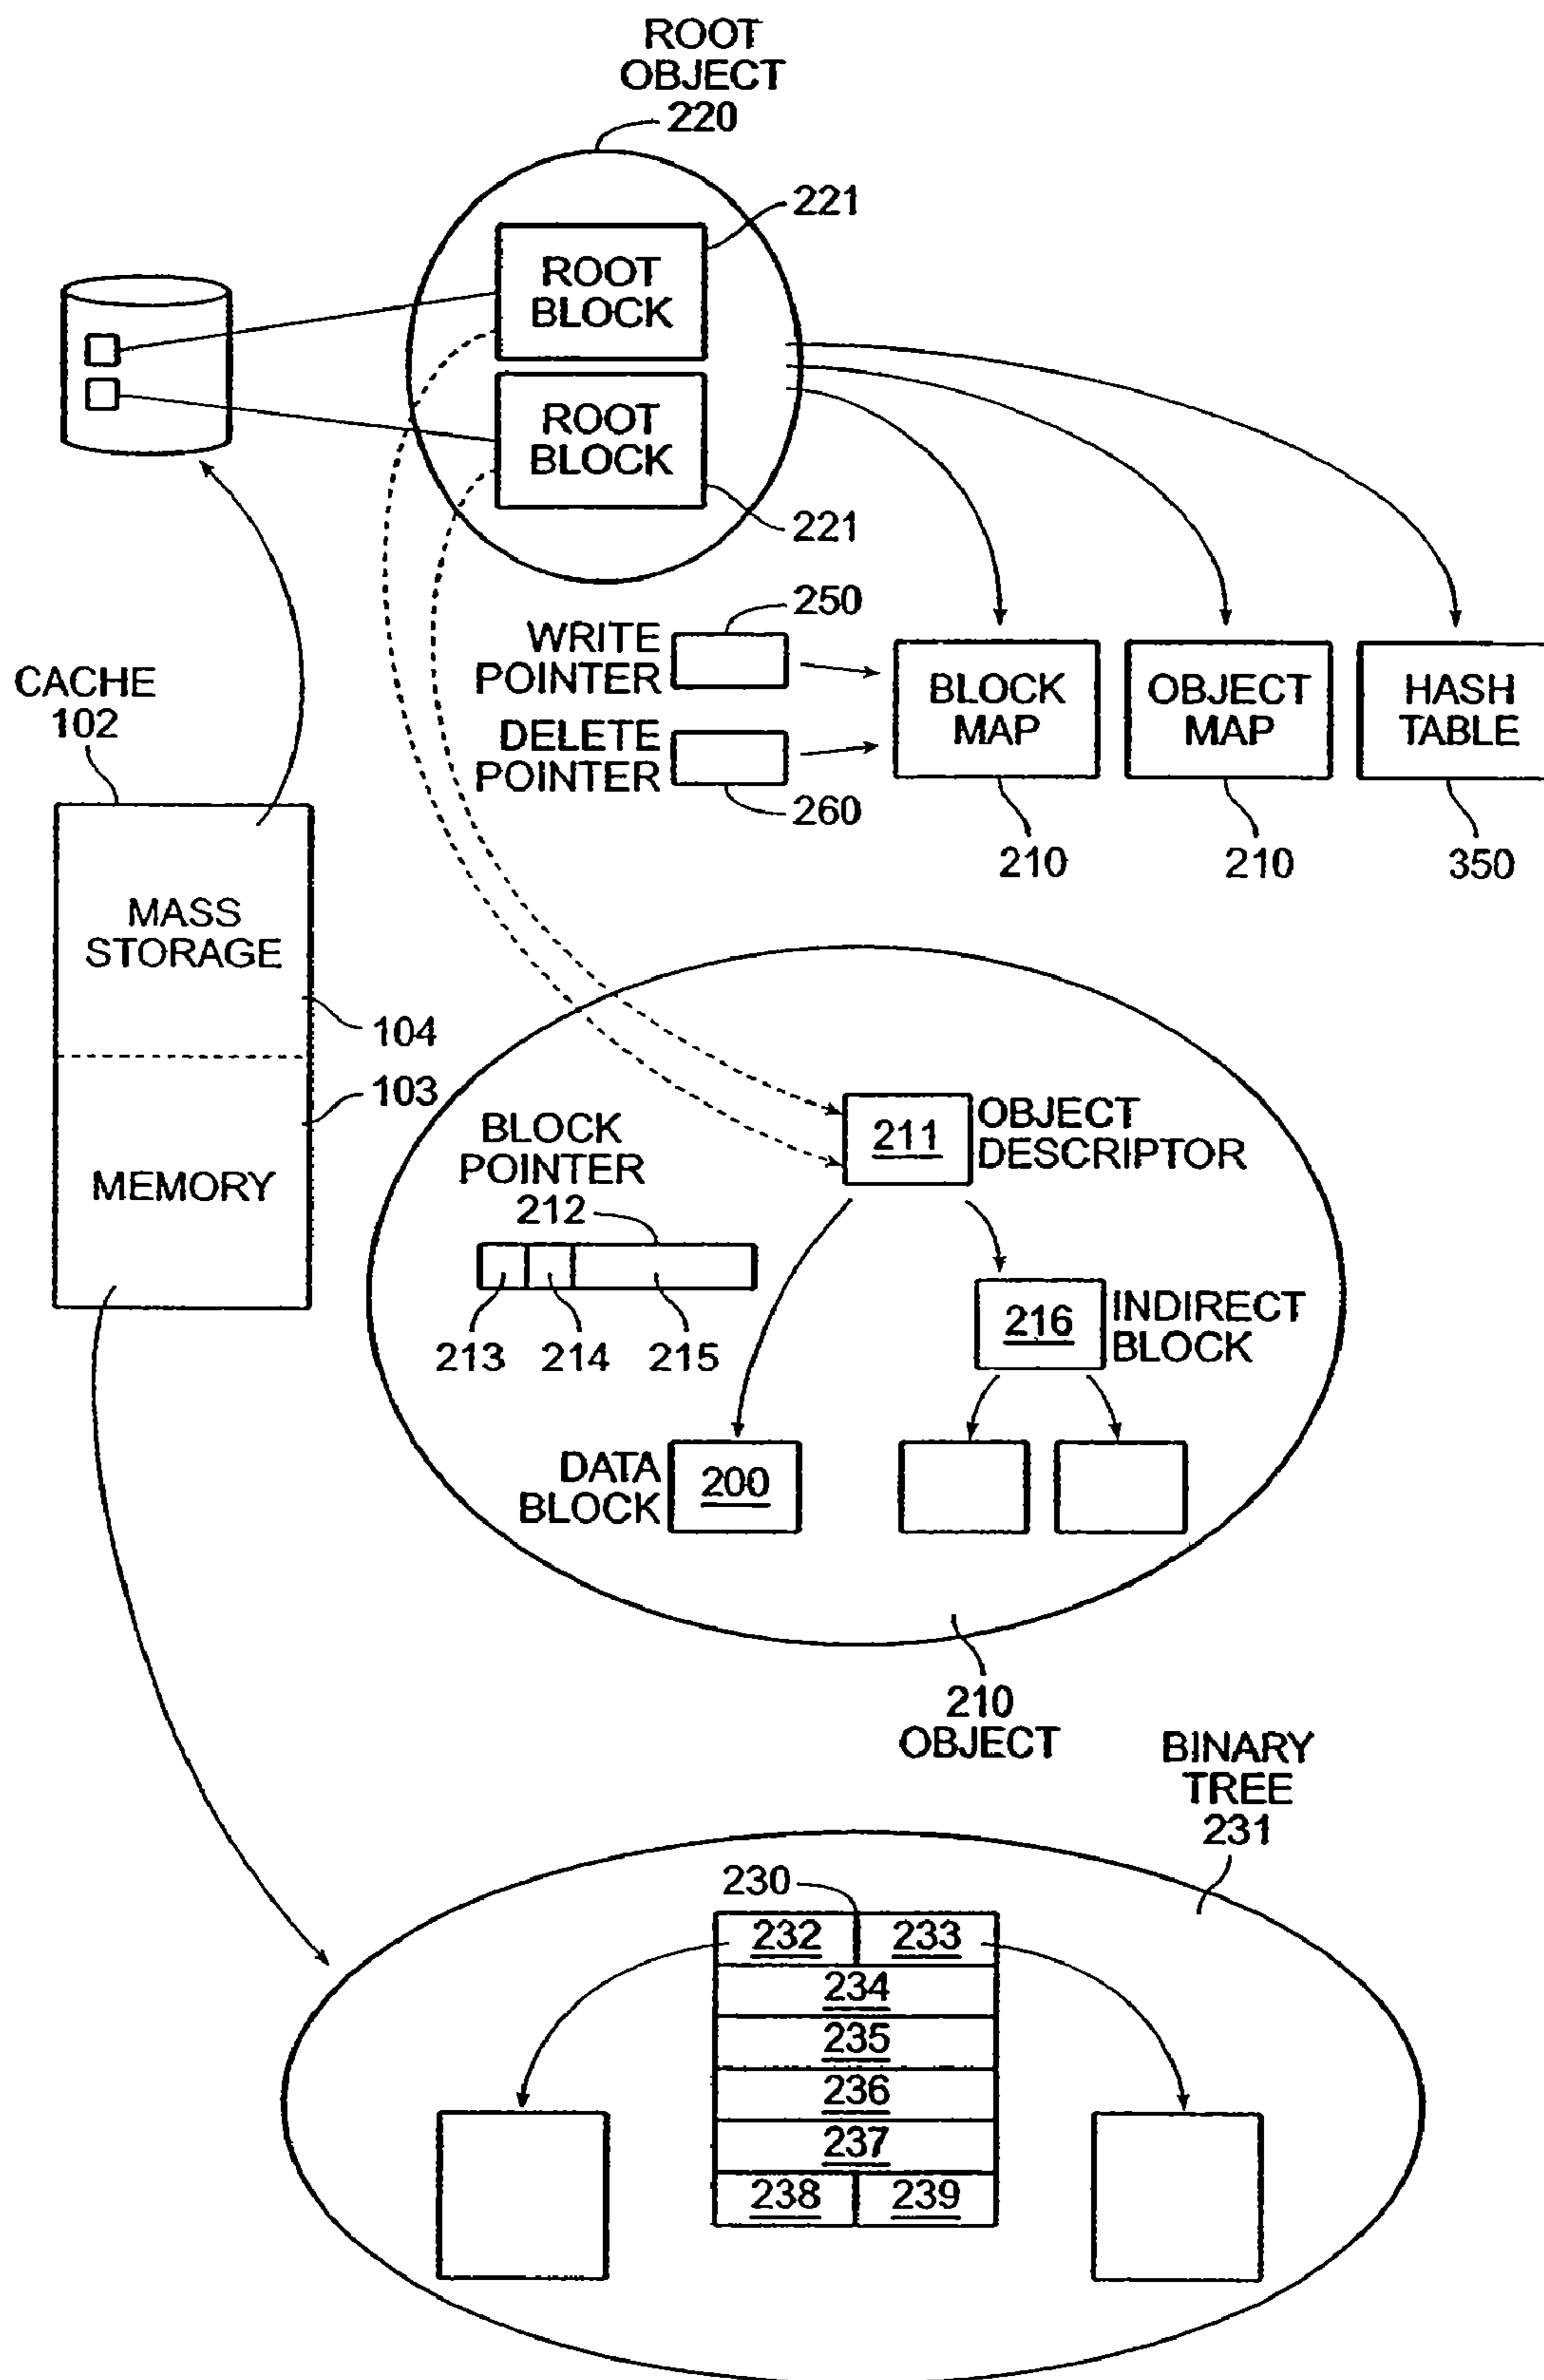 ROOT
OBJECT
220
221
ROOT
BLOCK
ROOT
BLOCK
221
250
WRITE
POINTER
DELETE
POINTER
260
BLOCK
MAP
OBJECT
MAP
HASH
TABLE
210
210
350
CACHE
102
MASS
STORAGE
104
103
MEMORY
BLOCK
POINTER
212
213
214
215
211
OBJECT
DESCRIPTOR
216
INDIRECT
BLOCK
DATA
BLOCK
200
210
OBJECT
BINARY
TREE
231
230
232
233
234
235
236
237
238
239